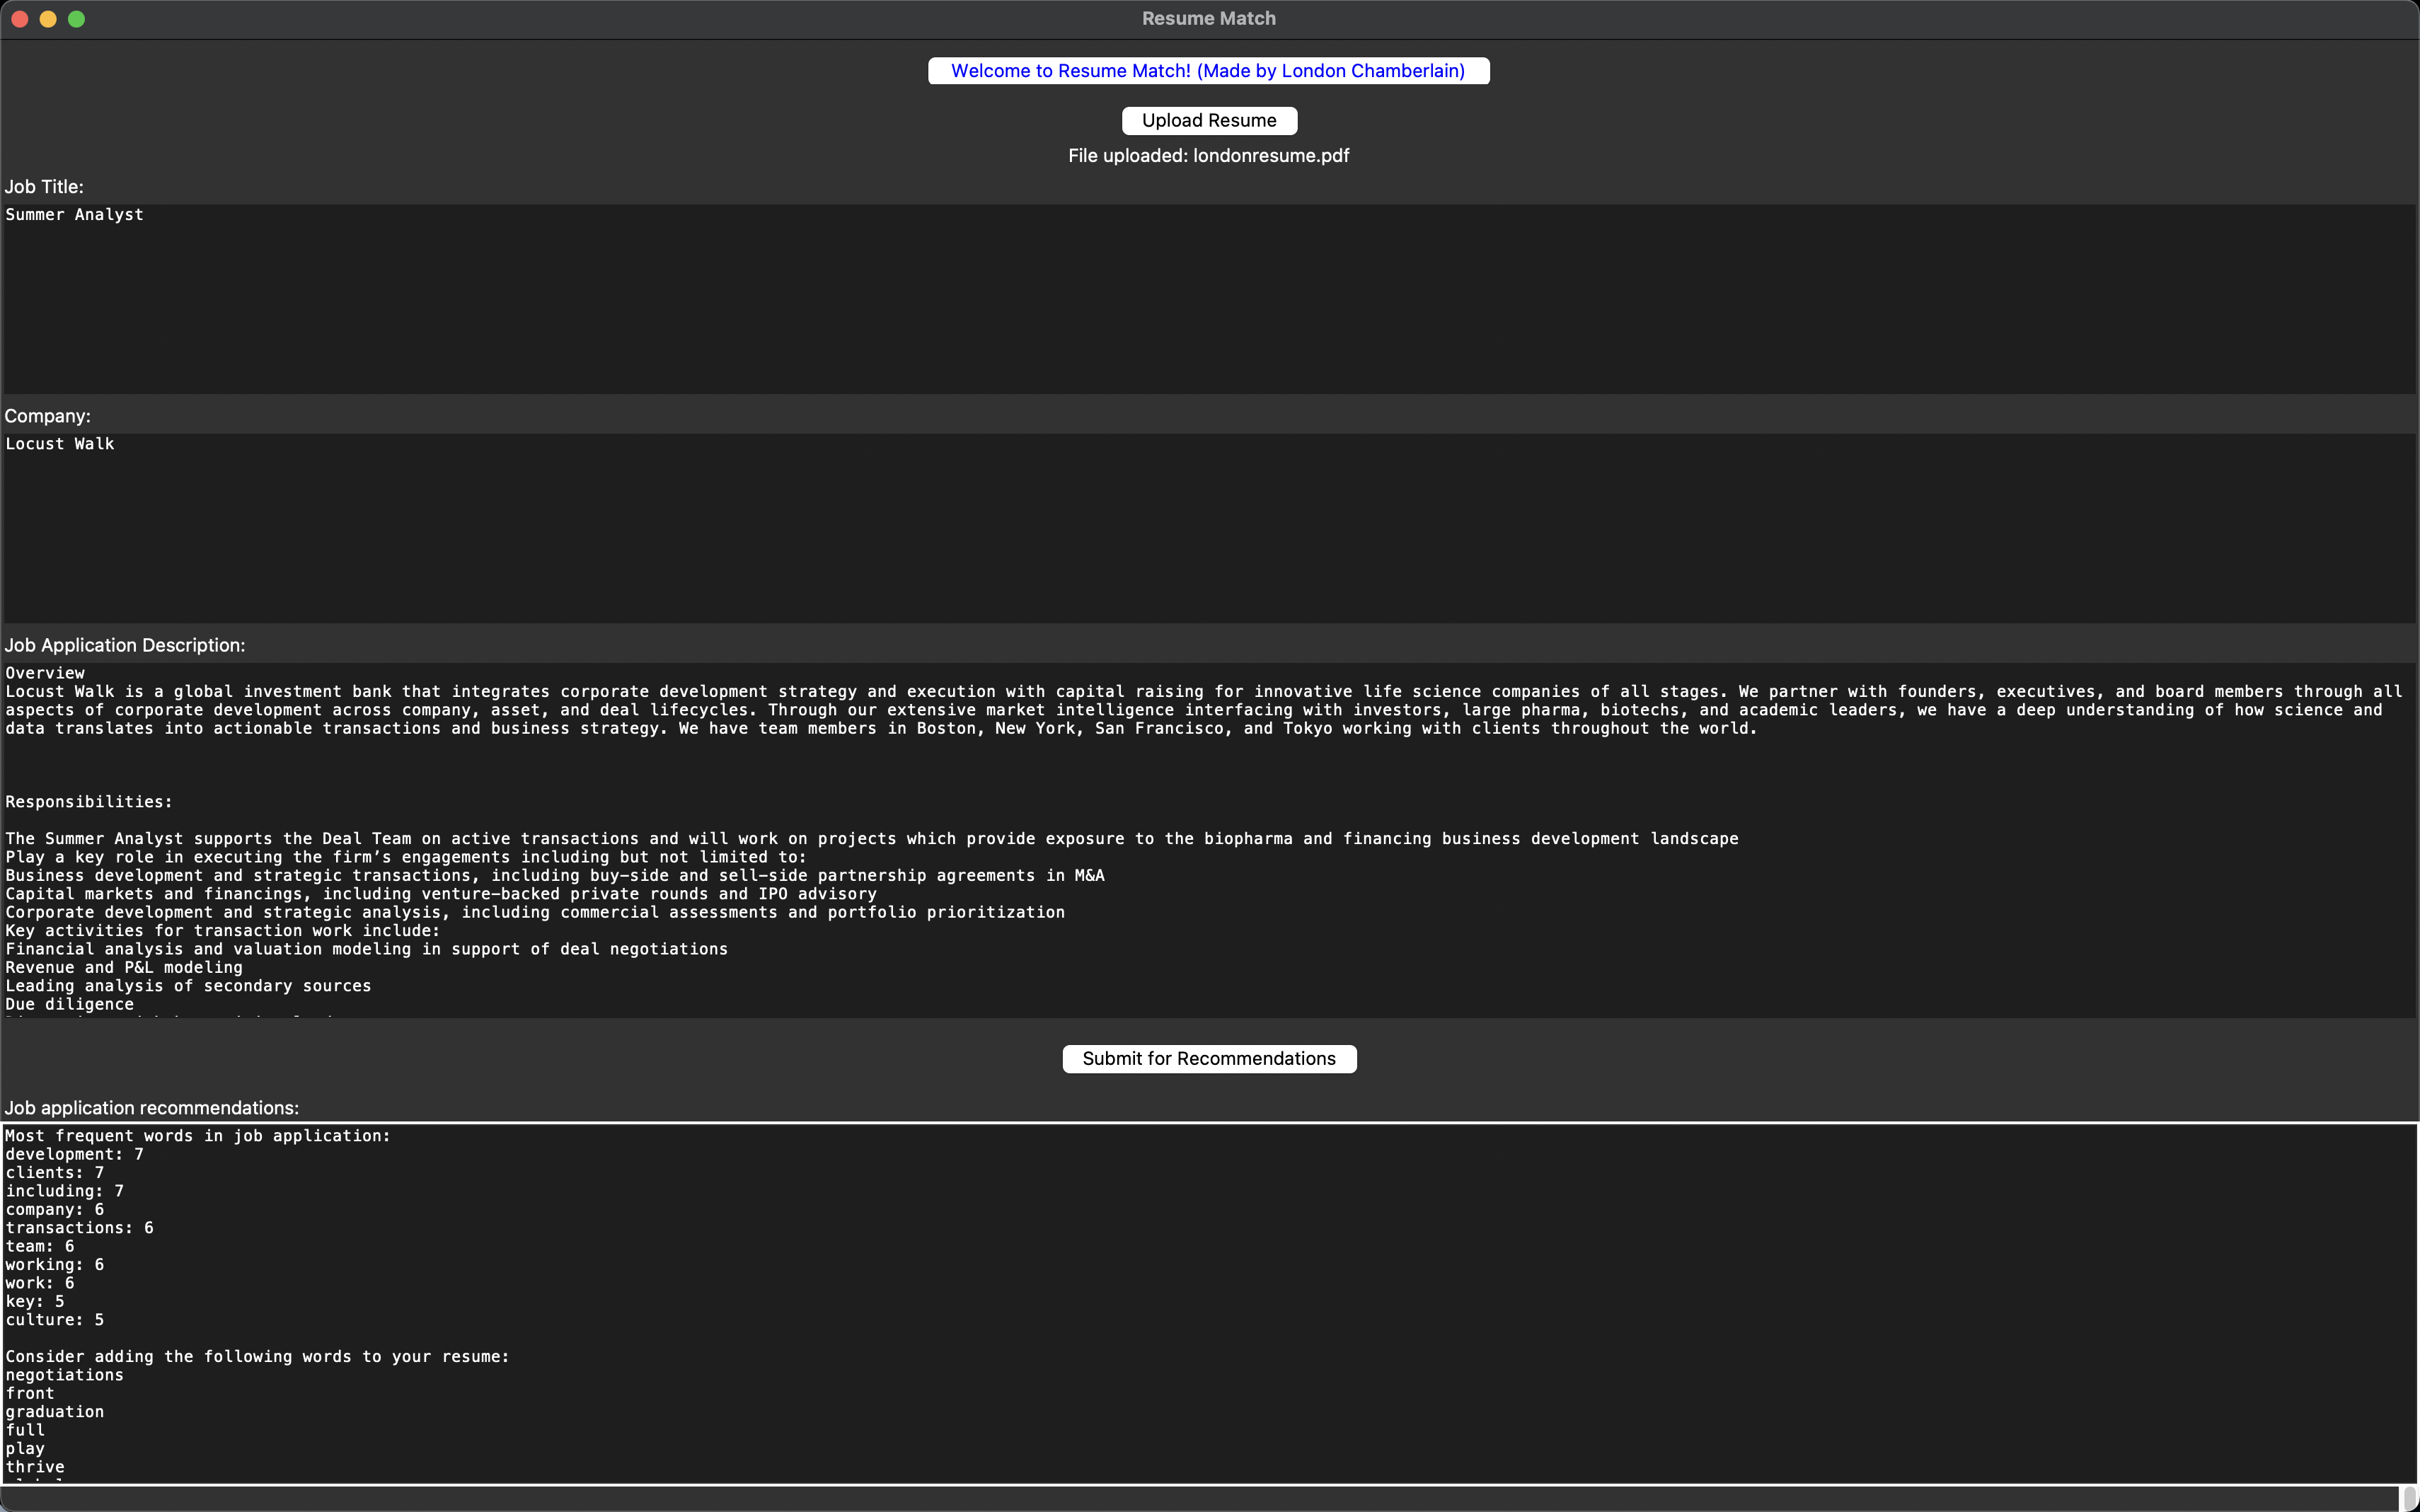 Resume Match
Welcome to Resume Match! (Made by London Chamberlain)
Upload Resume
File uploaded: londonresume.pdf
Job Title:
Summer Analyst
Company:
Locust Walk
Job Application Description:
Overview
Locust Walk is a global investment bank that integrates corporate development strategy and execution with capital raising for innovative life science companies of all stages. We partner with founders, executives, and board members through all
aspects of corporate development across company, asset, and deal lifecycles. Through our extensive market intelligence interfacing with investors, large pharma, biotechs, and academic leaders, we have a deep understanding of how science and
data translates into actionable transactions and business strategy. We have team members in Boston, New York, San Francisco, and Tokyo working with clients throughout the world.
Responsibilities:
The Summer Analyst supports the Deal Team on active transactions and will work on projects which provide exposure to the biopharma and financing business development landscape
Play a key role in executing the firm’s engagements including but not limited to:
Business development and strategic transactions, including buy-side and sell-side partnership agreements in M&A
Capital markets and financings, including venture-backed private rounds and IPO advisory
Corporate development and strategic analysis, including commercial assessments and portfolio prioritization
Key activities for transaction work include:
Financial analysis and valuation modeling in support of deal negotiations
Revenue and P&L modeling
Leading analysis of secondary sources
Due diligence
Submit for Recommendations
Job application recommendations:
Most frequent words in job application:
development: 7
clients: 7
including: 7
company: 6
transactions: 6
team: 6
working: 6
work: 6
key: 5
culture: 5
Consider adding the following words to your resume:
negotiations
front
graduation
full
play
thrive